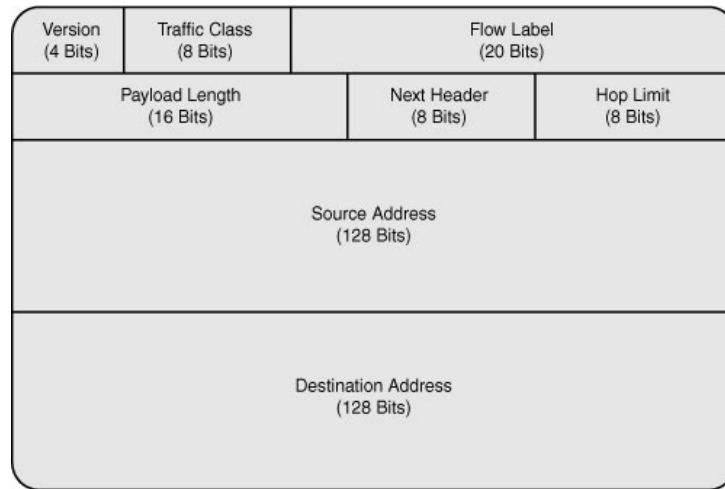 Version
(4 Bits)
Traffic Class
(8 Bits)
Flow Label
(20 Bits)
Payload Length
(16 Bits)
Next Header
(8 Bits)
Hop Limit
(8 Bits)
Source Address
(128 Bits)
Destination Address
(128 Bits)